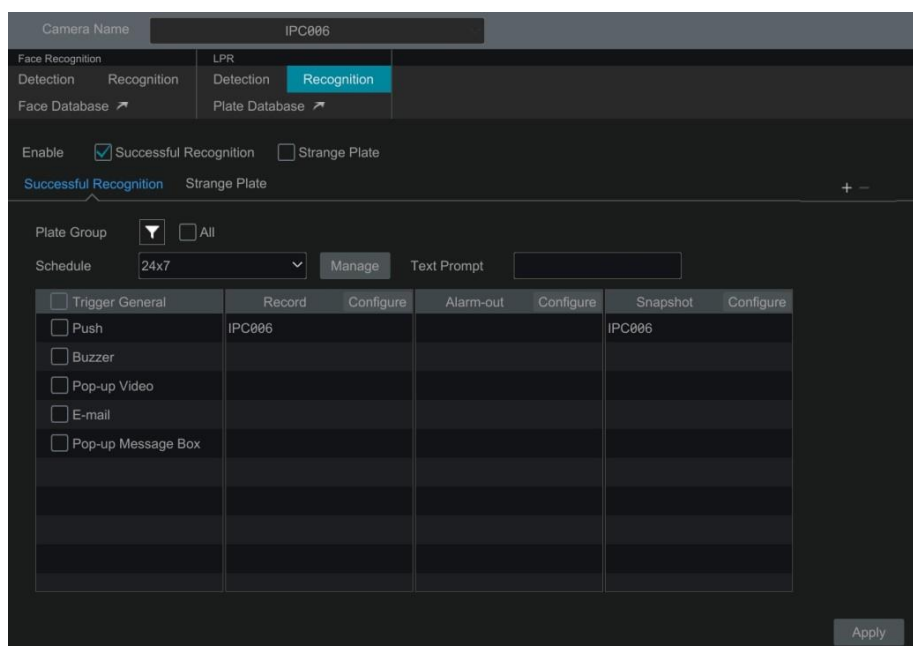 Camera Name IPC006
Face Recognition LPR
Detection Recognition Detection Recognition
Face Database Plate Database
Enable Successful Recognition Strange Plate
Successful Recognition Strange Plate + −
Plate Group All
Schedule 24x7 Manage Text Prompt
Trigger General Record Configure Alarm-out Configure Snapshot Configure
Push IPC006 IPC006
Buzzer
Pop-up Video
E-mail
Pop-up Message Box
Apply